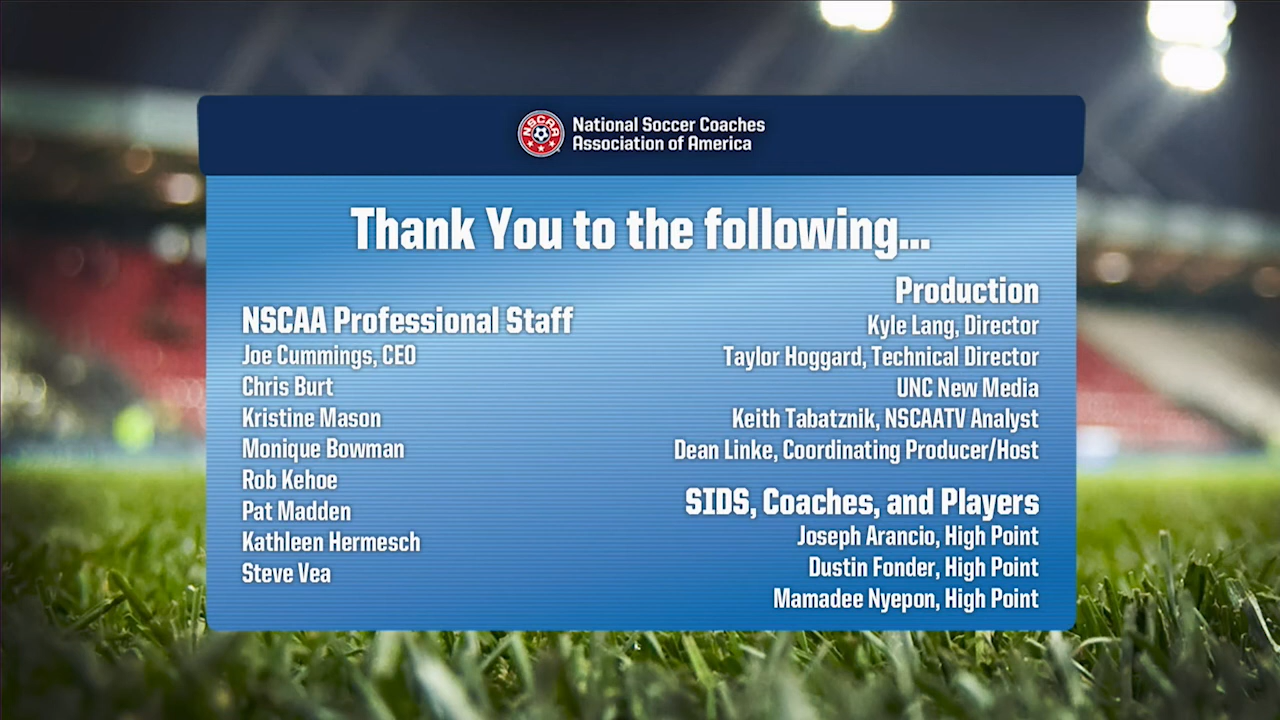 NSCAA
National Soccer Coaches
Association of America
Thank You to the following...
NSCAA Professional Staff
Joe Cummings, CEO
Chris Burt
Kristine Mason
Monique Bowman
Rob Kehoe
Pat Madden
Kathleen Hermesch
Steve Vea
Production
Kyle Lang, Director
Taylor Hoggard, Technical Director
UNC New Media
Keith Tabatznik, NSCAATV Analyst
Dean Linke, Coordinating Producer/Host
SIDS, Coaches, and Players
Joseph Arancio, High Point
Dustin Fonder, High Point
Mamadee Nyepon, High Point